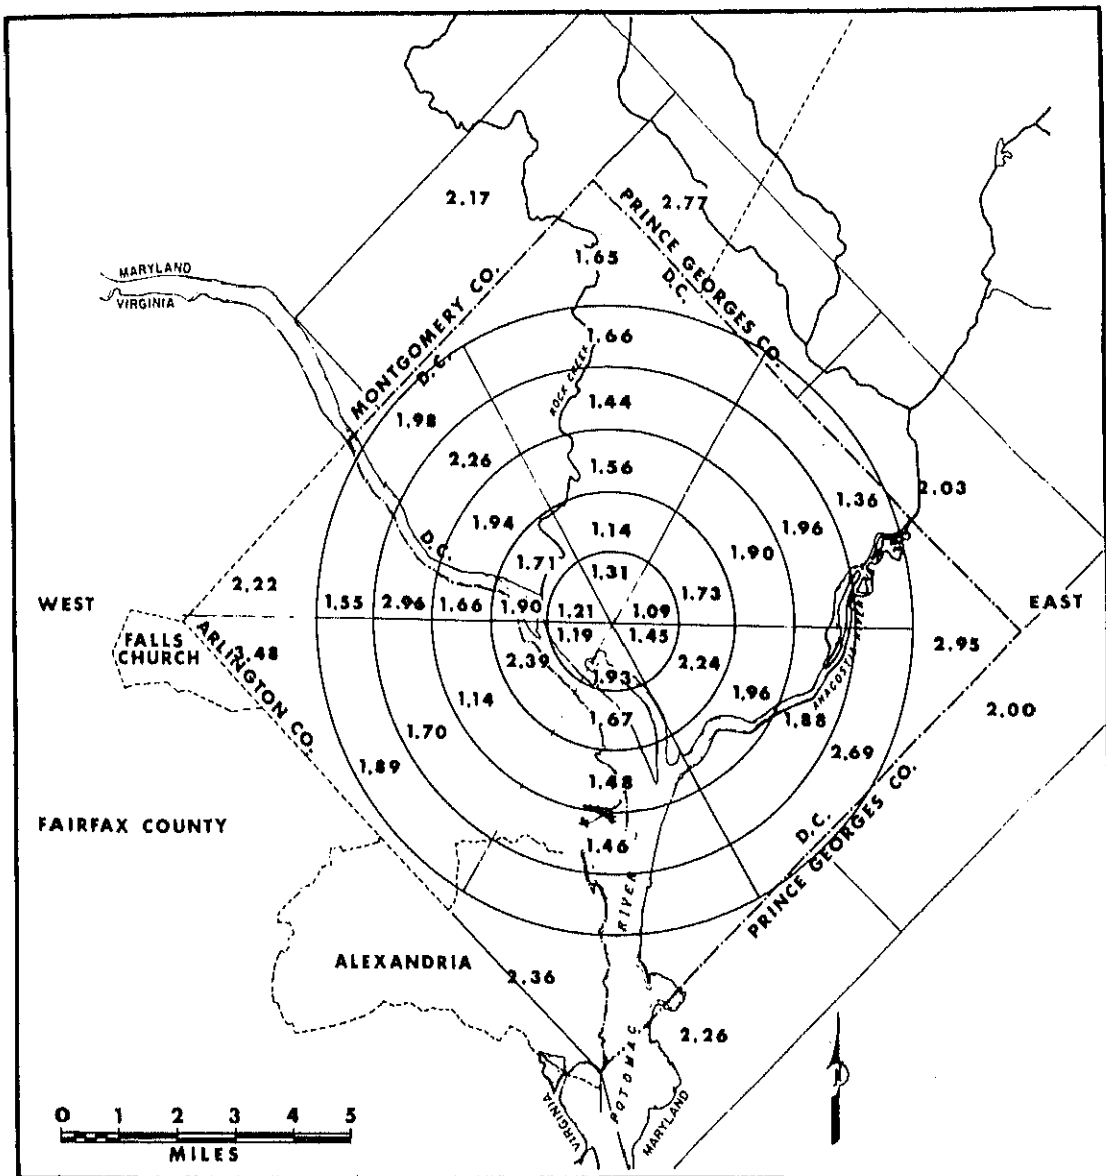 2.17
2.77
PRINCE GEORGES CO.
D.C.
1.65
MARYLAND
VIRGINIA
MONTGOMERY CO.
D.C.
1.66
ROCK CREEK
1.44
1.98
2.26
1.56
1.36
2.03
1.94
1.14
1.96
D.C.
1.71
1.90
1.31
2.22
1.73
WEST
1.55
2.96
1.66
1.90
1.21
1.09
EAST
FALLS
CHURCH
ARLINGTON CO.
2.39
1.19
1.45
2.24
ANACOSTIA RIVER
2.95
1.93
1.14
1.96
2.00
1.67
1.88
1.70
2.69
1.89
1.48
FAIRFAX COUNTY
D.C.
PRINCE GEORGES CO.
1.46
RIVER
ALEXANDRIA
2.36
POTOMAC
2.26
N
VIRGINIA
MARYLAND
0 1 2 3 4 5
MILES